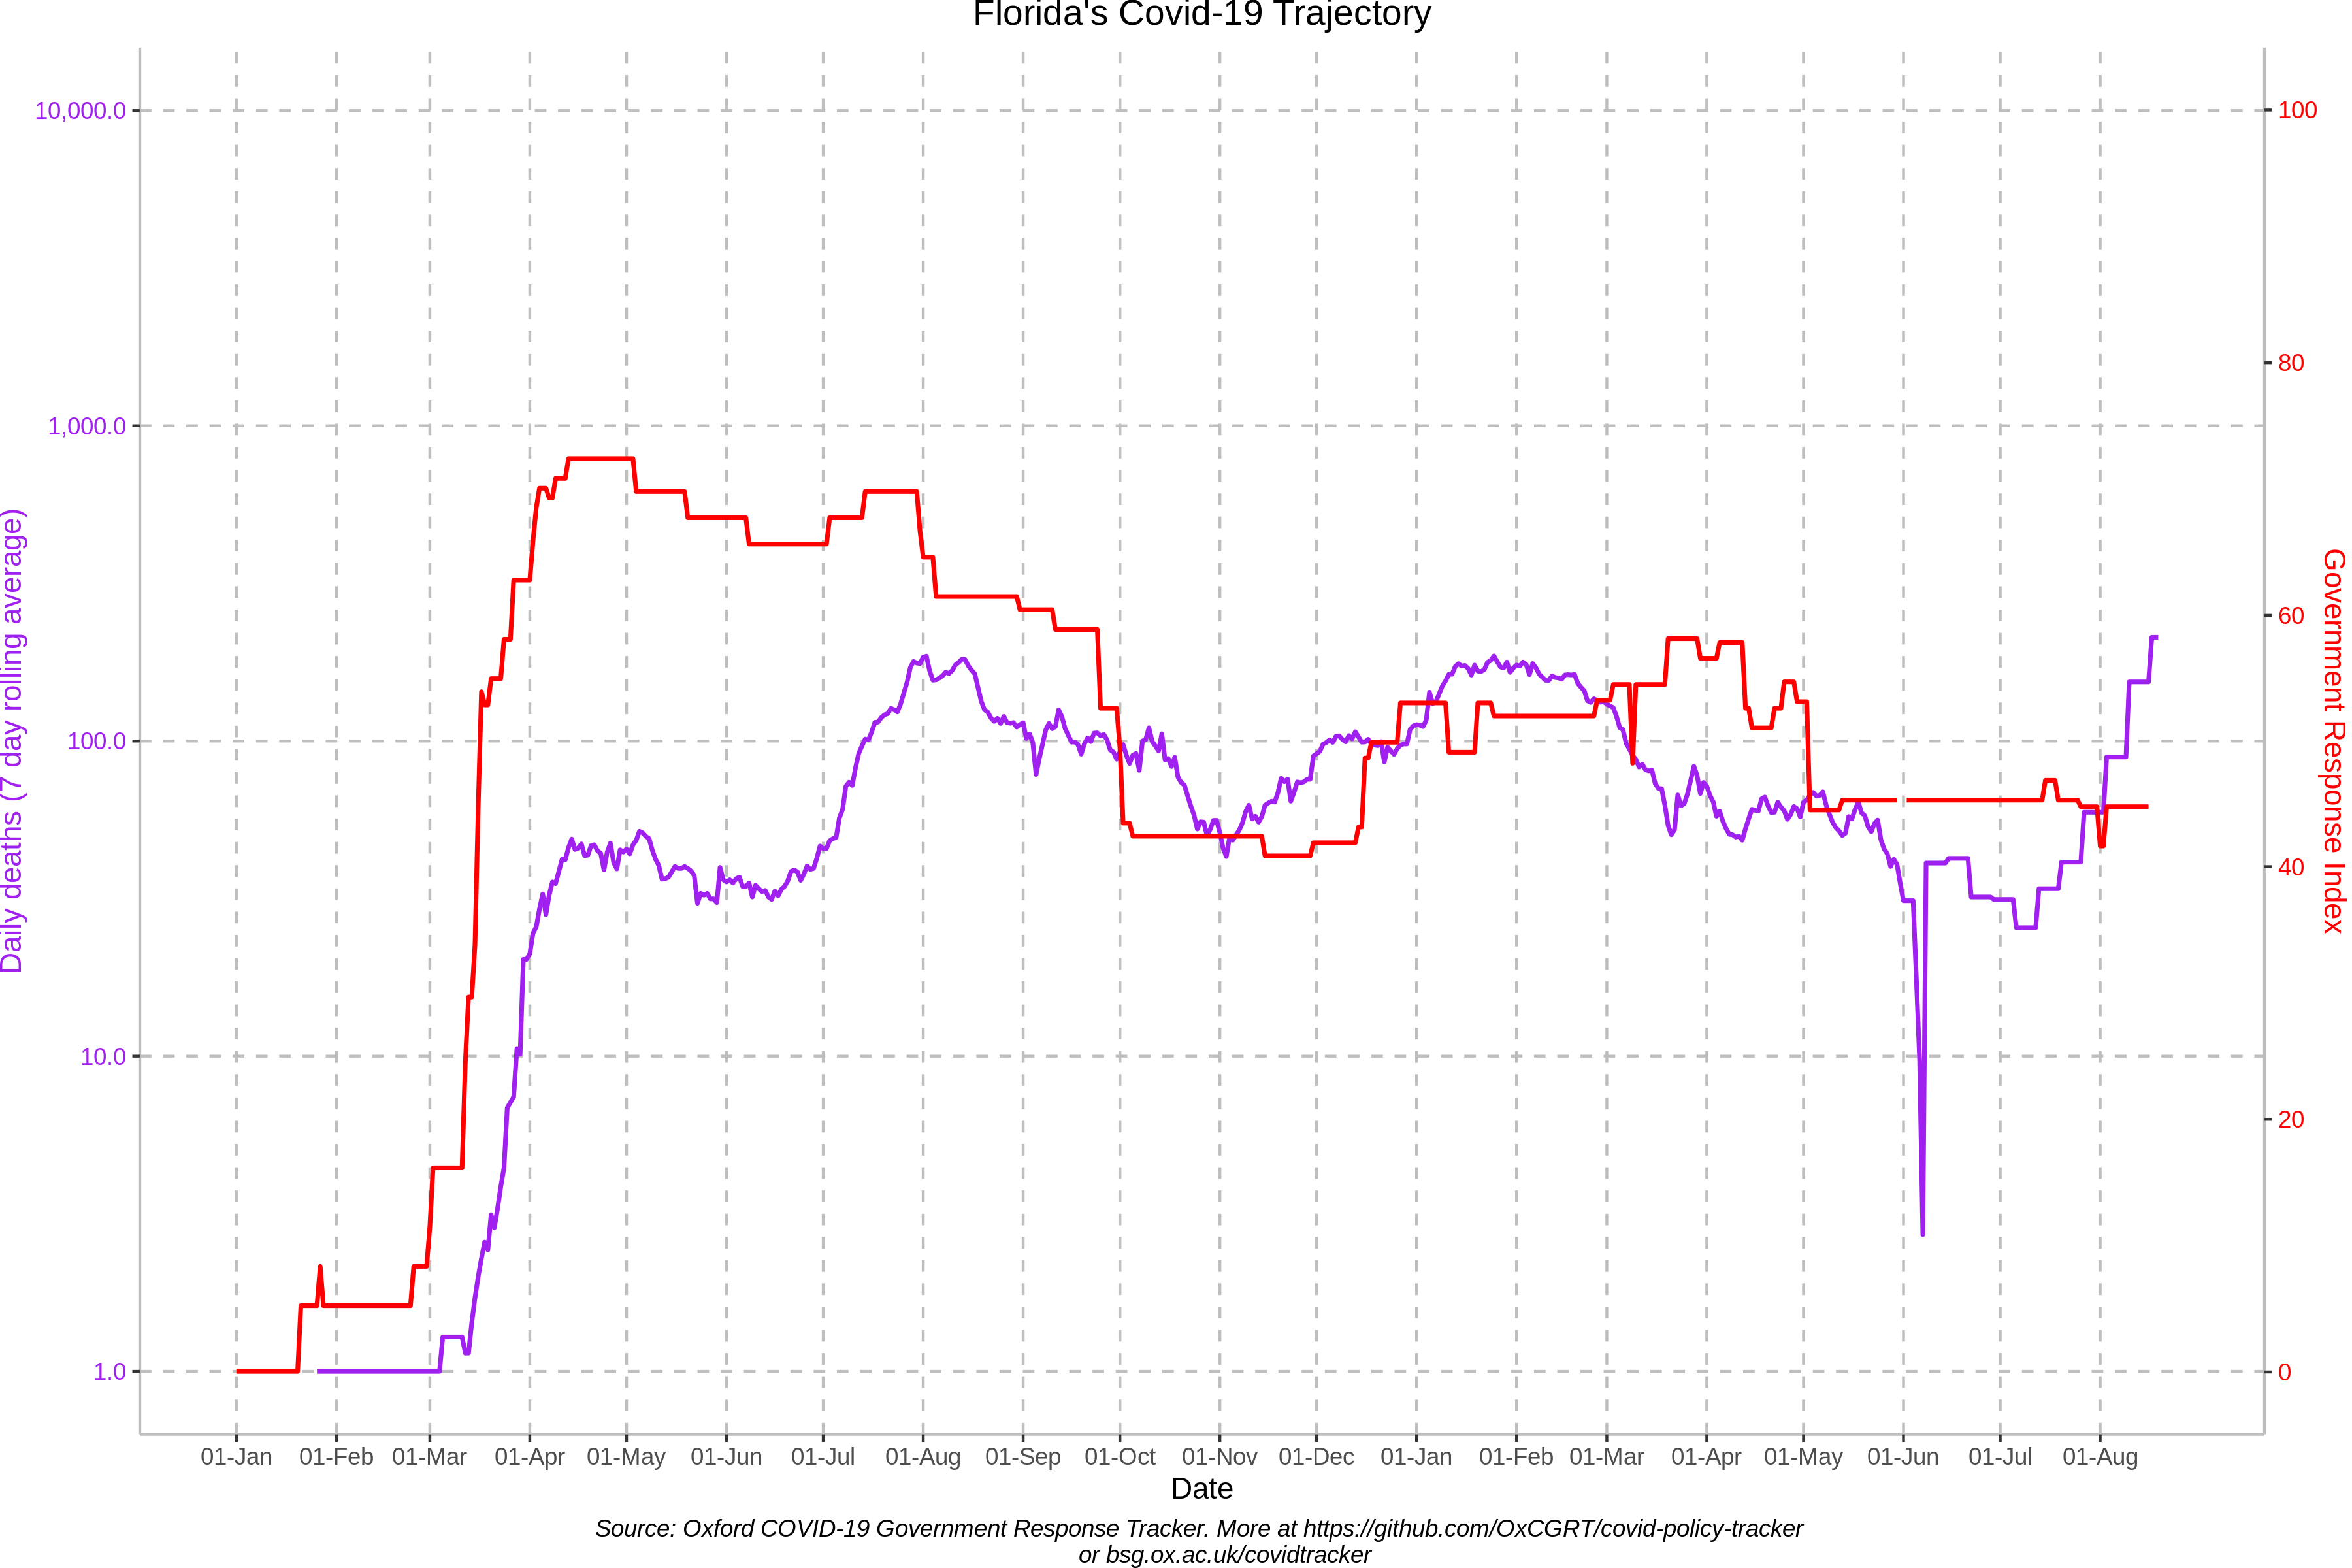 Florida's Covid-19 Trajectory
10,000.0
1,000.0
100.0
10.0
1.0
Daily deaths (7 day rolling average)
100
80
60
40
20
0
Government Response Index
01-Jan 01-Feb 01-Mar 01-Apr 01-May 01-Jun 01-Jul 01-Aug 01-Sep 01-Oct 01-Nov 01-Dec 01-Jan 01-Feb 01-Mar 01-Apr 01-May 01-Jun 01-Jul 01-Aug
Date
Source: Oxford COVID-19 Government Response Tracker. More at https://github.com/OxCGRT/covid-policy-tracker
or bsg.ox.ac.uk/covidtracker